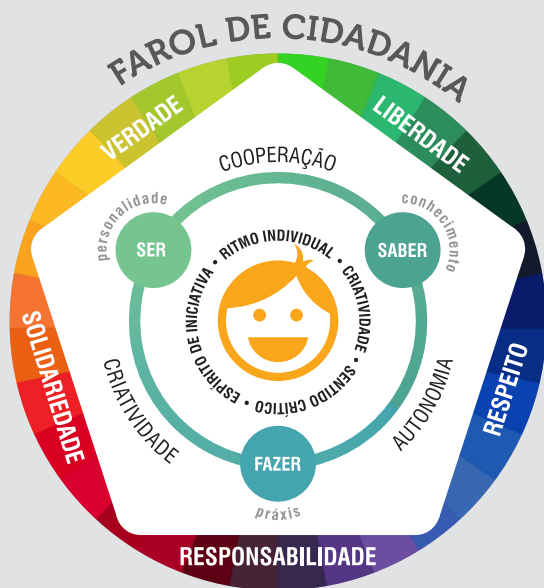 FAROL DE CIDADANIA
VERDADE
LIBERDADE
COOPERAÇÃO
personalidade
SER
conhecimento
SABER
ESPÍRITO DE INICIATIVA • RITMO INDIVIDUAL • CRIATIVIDADE • SENTIDO CRÍTICO •
SOLIDARIEDADE
CRIATIVIDADE
AUTONOMIA
RESPEITO
FAZER
práxis
RESPONSABILIDADE